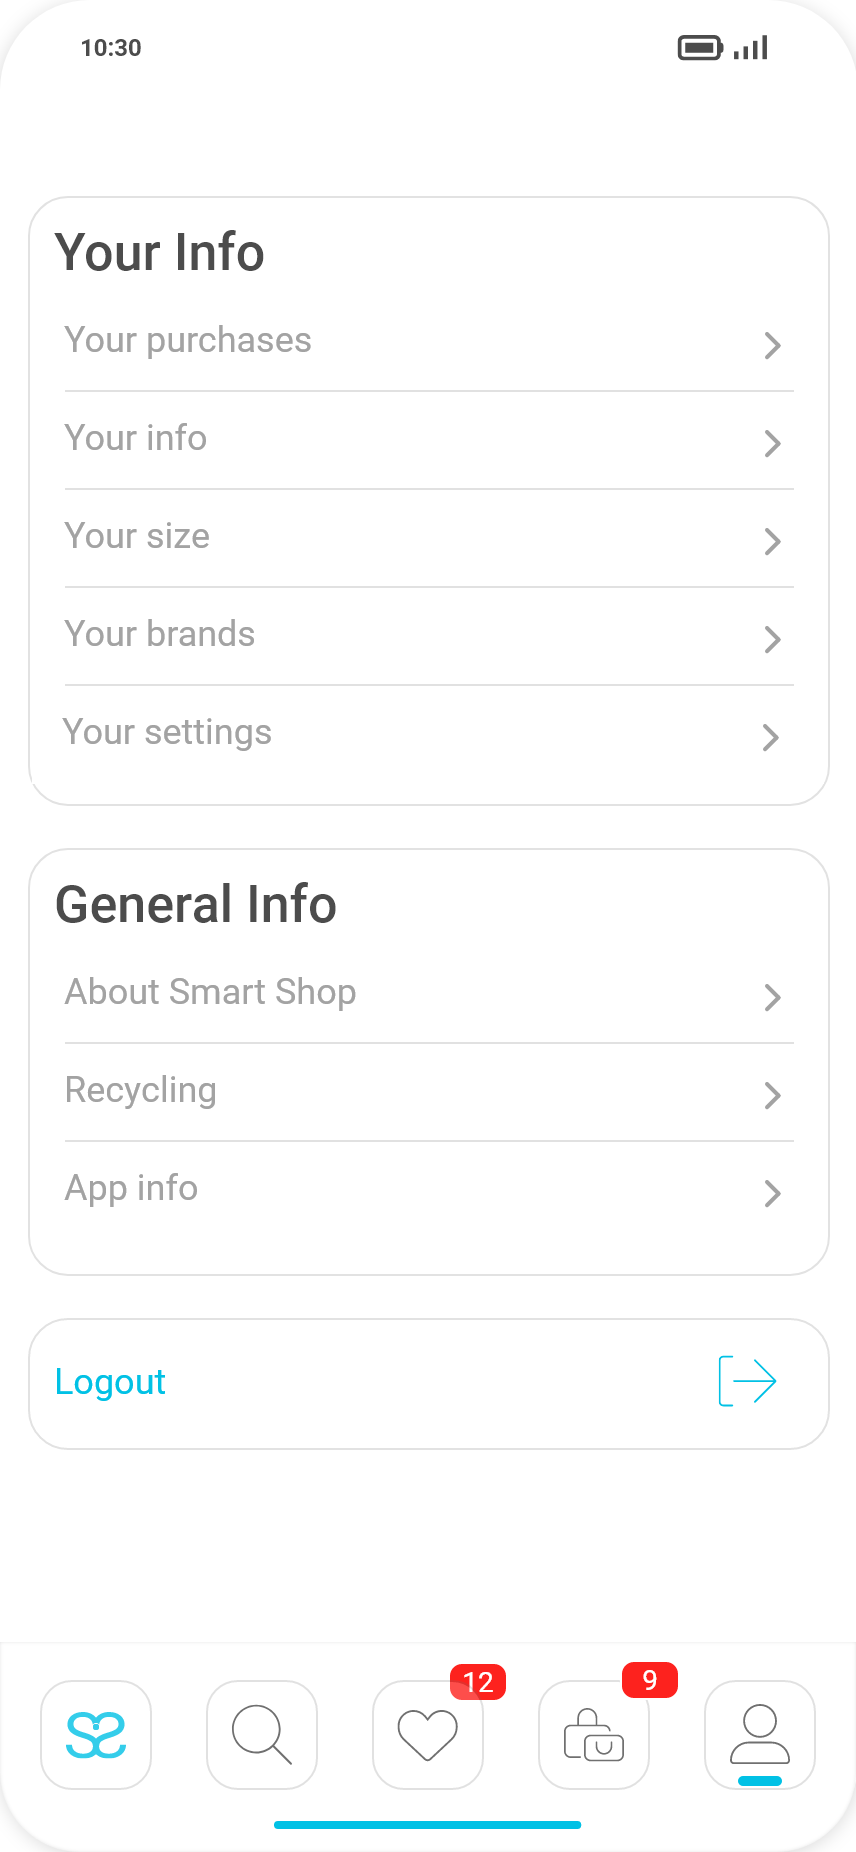 10:30
Your Info
Your purchases
Your info
Your size
Your brands
Your settings
General Info
About Smart Shop
Recycling
App info
Logout
12
9